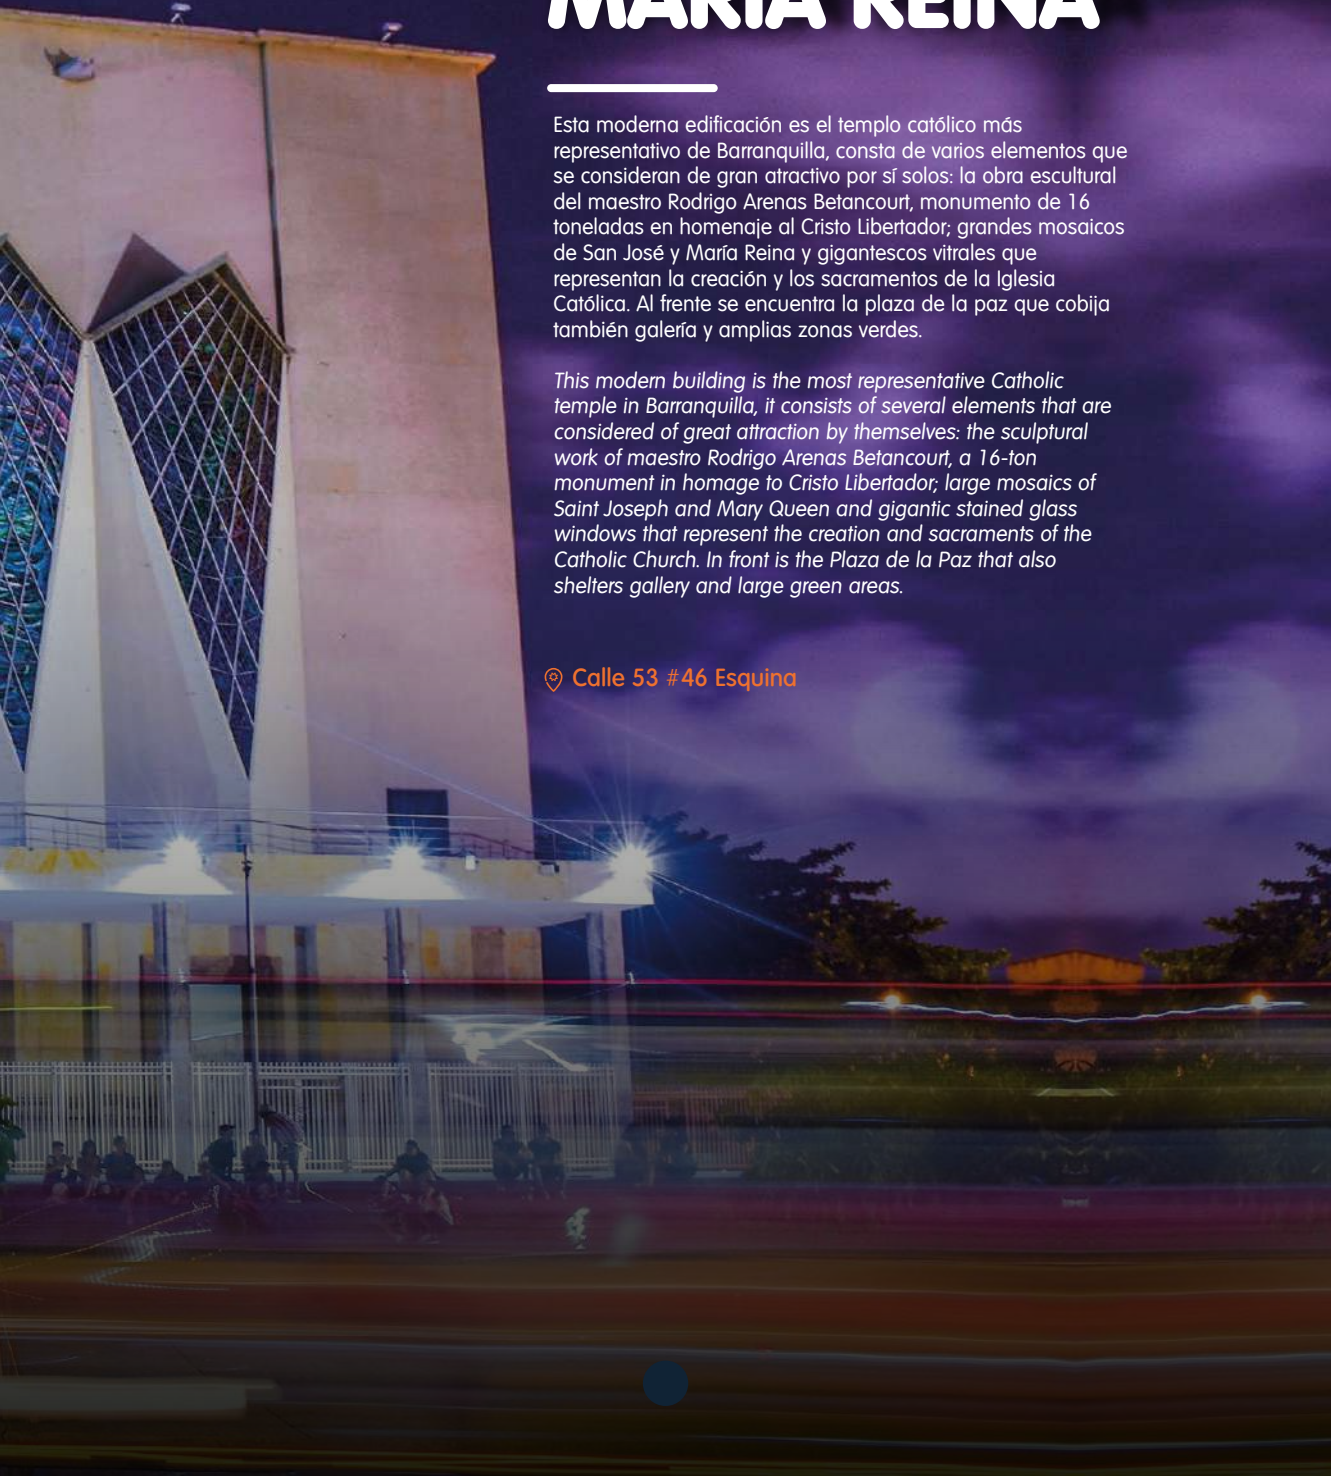 MARÍA REINA
Esta moderna edificación es el templo católico más
representativo de Barranquilla, consta de varios elementos que
se consideran de gran atractivo por sí solos: la obra escultural
del maestro Rodrigo Arenas Betancourt, monumento de 16
toneladas en homenaje al Cristo Libertador; grandes mosaicos
de San José y María Reina y gigantescos vitrales que
representan la creación y los sacramentos de la Iglesia
Católica. Al frente se encuentra la plaza de la paz que cobija
también galería y amplias zonas verdes.
This modern building is the most representative Catholic
temple in Barranquilla, it consists of several elements that are
considered of great attraction by themselves: the sculptural
work of maestro Rodrigo Arenas Betancourt, a 16-ton
monument in homage to Cristo Libertador; large mosaics of
Saint Joseph and Mary Queen and gigantic stained glass
windows that represent the creation and sacraments of the
Catholic Church. In front is the Plaza de la Paz that also
shelters gallery and large green areas.
Calle 53 #46 Esquina